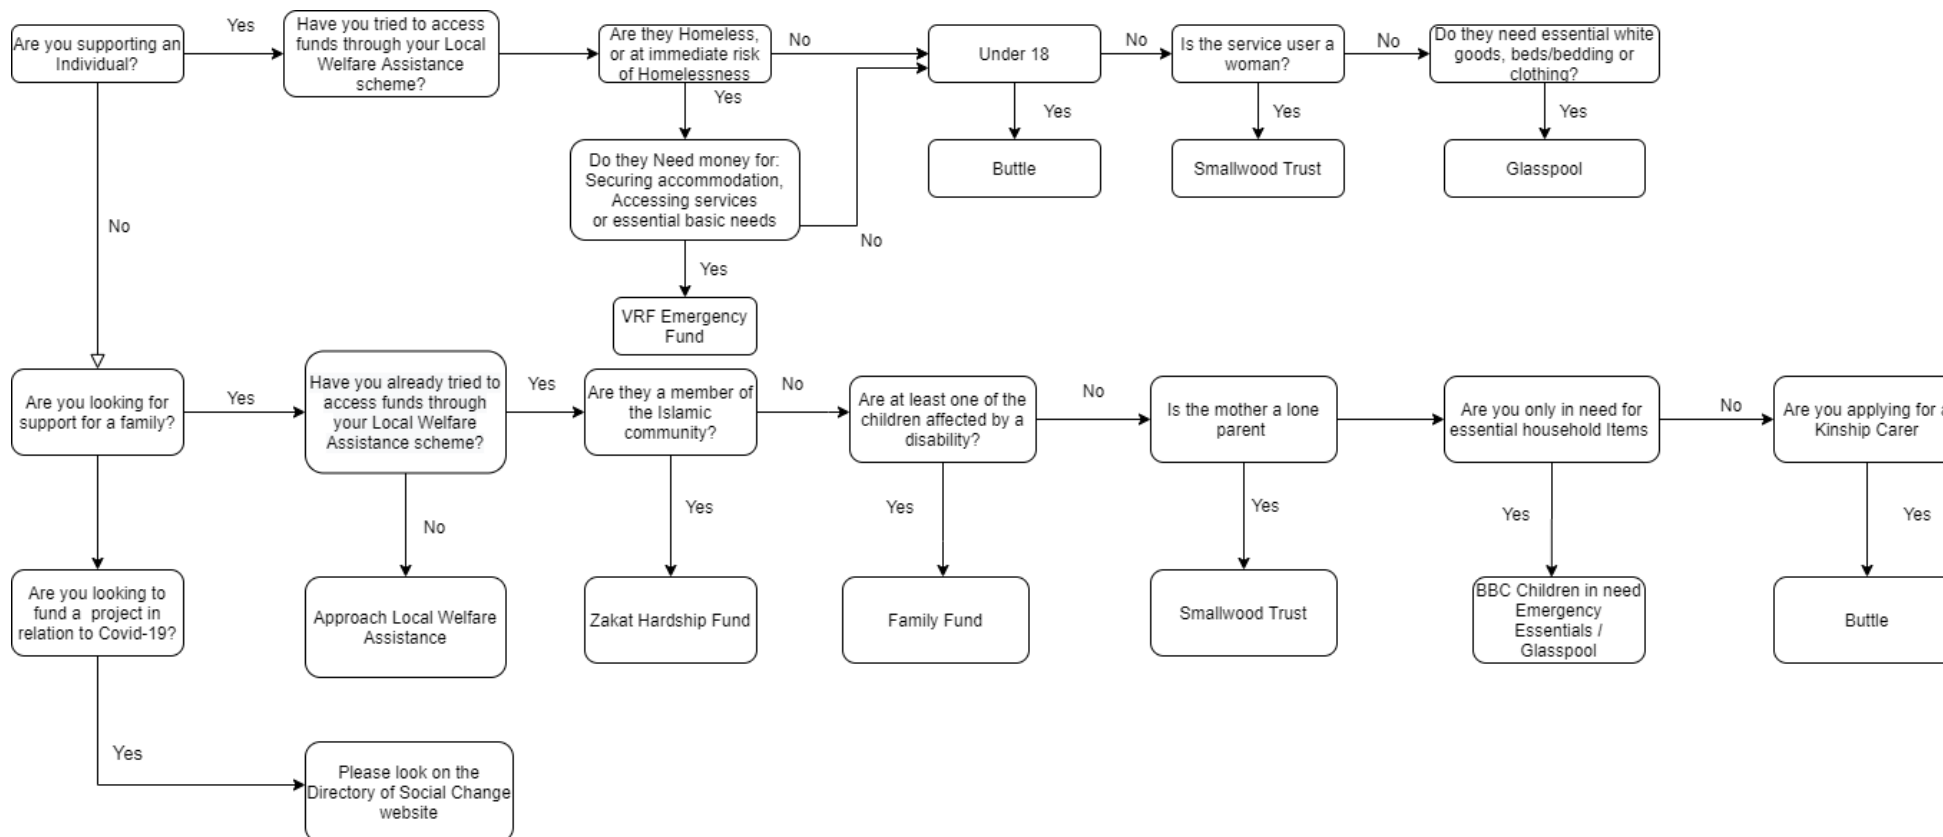 Are you supporting an
Individual?
Yes
Have you tried to access
funds through your Local
Welfare Assistance
scheme?
Are they Homeless,
or at immediate risk
of Homelessness
No
Under 18
No
Is the service user a
woman?
No
Do they need essential white
goods, beds/bedding or
clothing?
Yes
Yes
Yes
Yes
Do they Need money for:
Securing accommodation,
Accessing services
or essential basic needs
Buttle
Smallwood Trust
Glasspool
No
No
Yes
VRF Emergency
Fund
Are you looking for
support for a family?
Yes
Have you already tried to
access funds through
your Local Welfare
Assistance scheme?
Yes
Are they a member of
the Islamic
community?
No
Are at least one of the
children affected by a
disability?
No
Is the mother a lone
parent
Are you only in need for
essential household Items
No
Are you applying for a
Kinship Carer
No
Yes
Yes
Yes
Yes
Yes
Are you looking to
fund a project in
relation to Covid-19?
Approach Local Welfare
Assistance
Zakat Hardship Fund
Family Fund
Smallwood Trust
BBC Children in need
Emergency
Essentials /
Glasspool
Buttle
Yes
Please look on the
Directory of Social Change
website